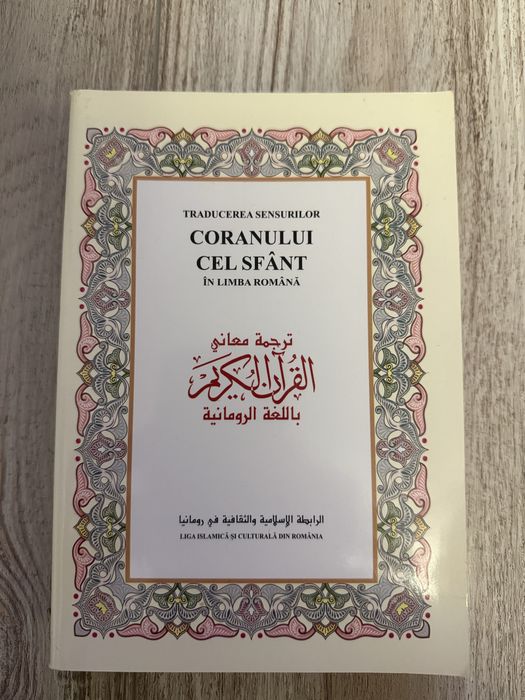 TRADUCEREA SENSURILOR
CORANULUI
CEL SFÂNT
ÎN LIMBA ROMÂNĂ
ترجمة معاني
القرآن الكريم
باللغة الرومانية
الرابطة الإسلامية والثقافية في رومانيا
LIGA ISLAMICĂ ȘI CULTURALĂ DIN ROMÂNIA